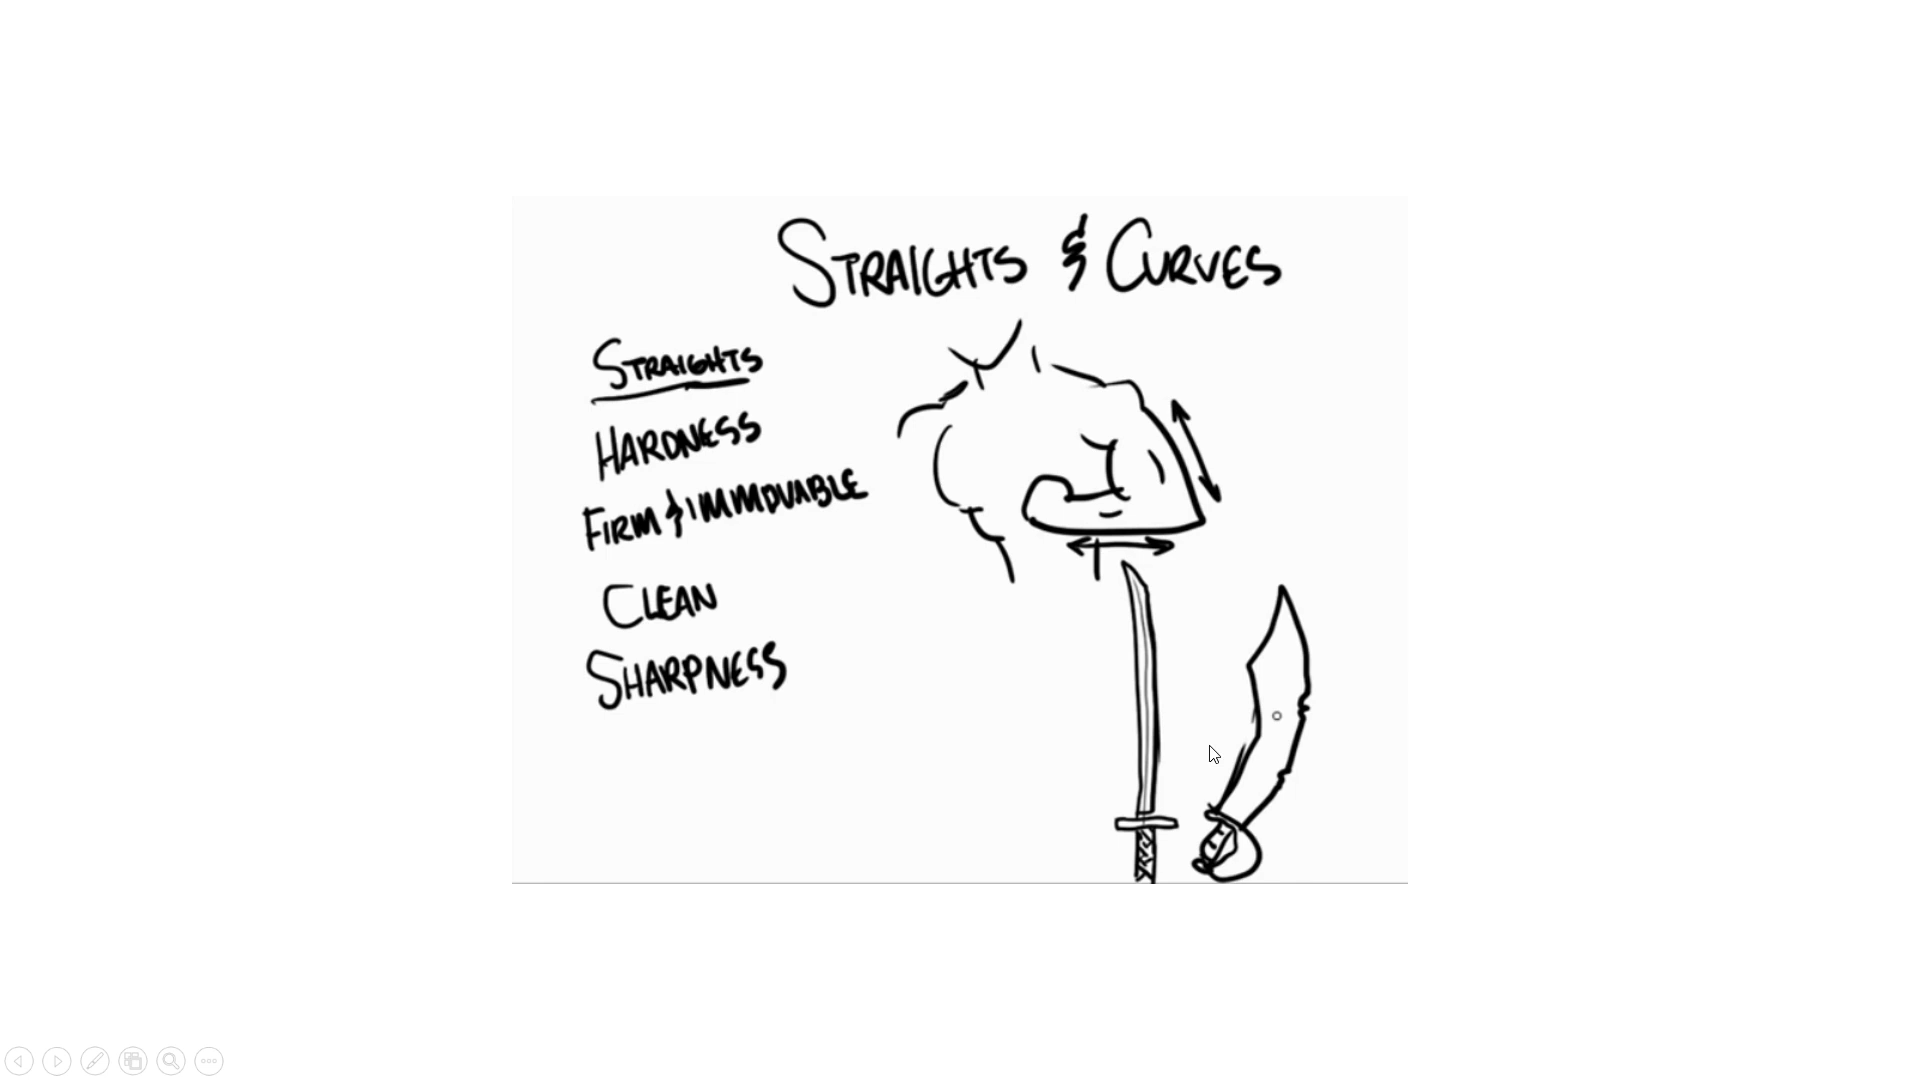 STRAIGHTS & CURVES
STRAIGHTS
HARDNESS
FIRM & IMMOVABLE
CLEAN
SHARPNESS